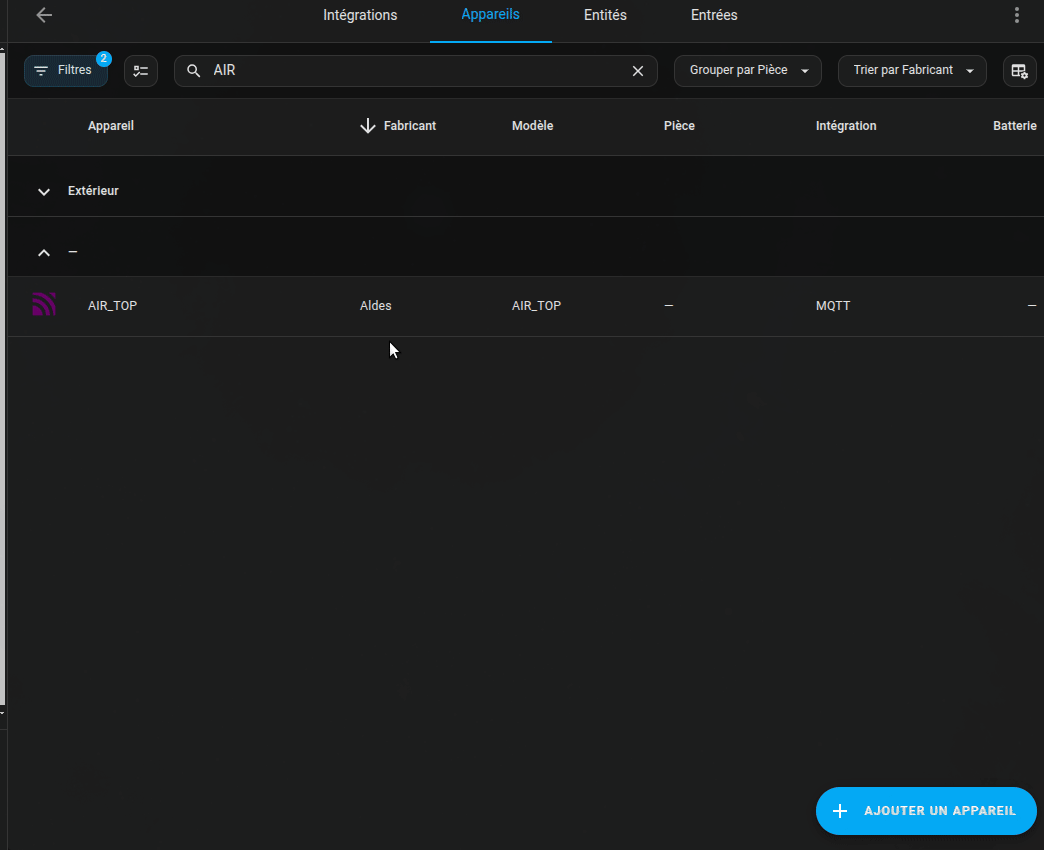 Intégrations Appareils Entités Entrées
Filtres 2 AIR Grouper par Pièce Trier par Fabricant
Appareil Fabricant Modèle Pièce Intégration Batterie
Extérieur
–
AIR_TOP Aldes AIR_TOP – MQTT –
AJOUTER UN APPAREIL